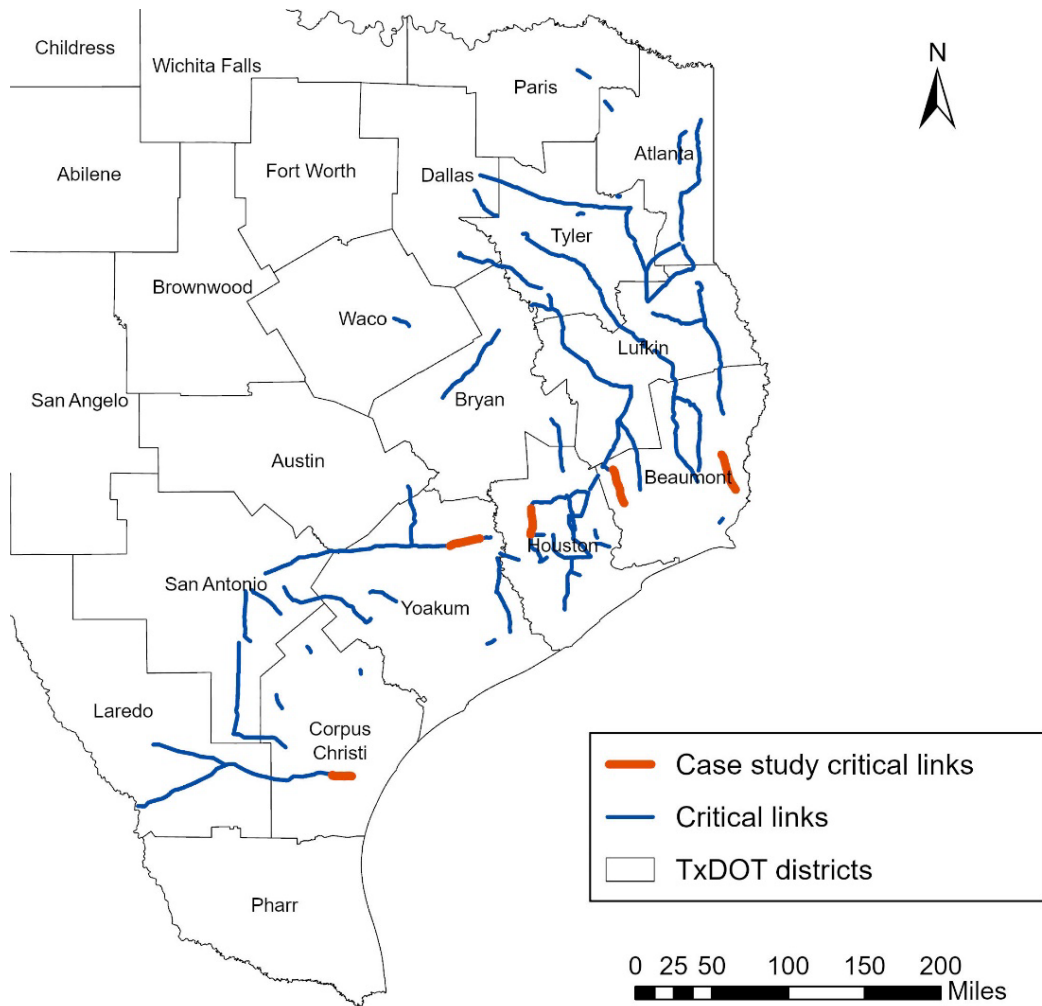 Childress
Wichita Falls
N
Paris
Abilene
Fort Worth
Dallas
Atlanta
Tyler
Brownwood
Waco
Lufkin
San Angelo
Bryan
Austin
Beaumont
Houston
San Antonio
Yoakum
Laredo
Corpus
Christi
Pharr
Case study critical links
Critical links
TxDOT districts
0 25 50 100 150 200
Miles